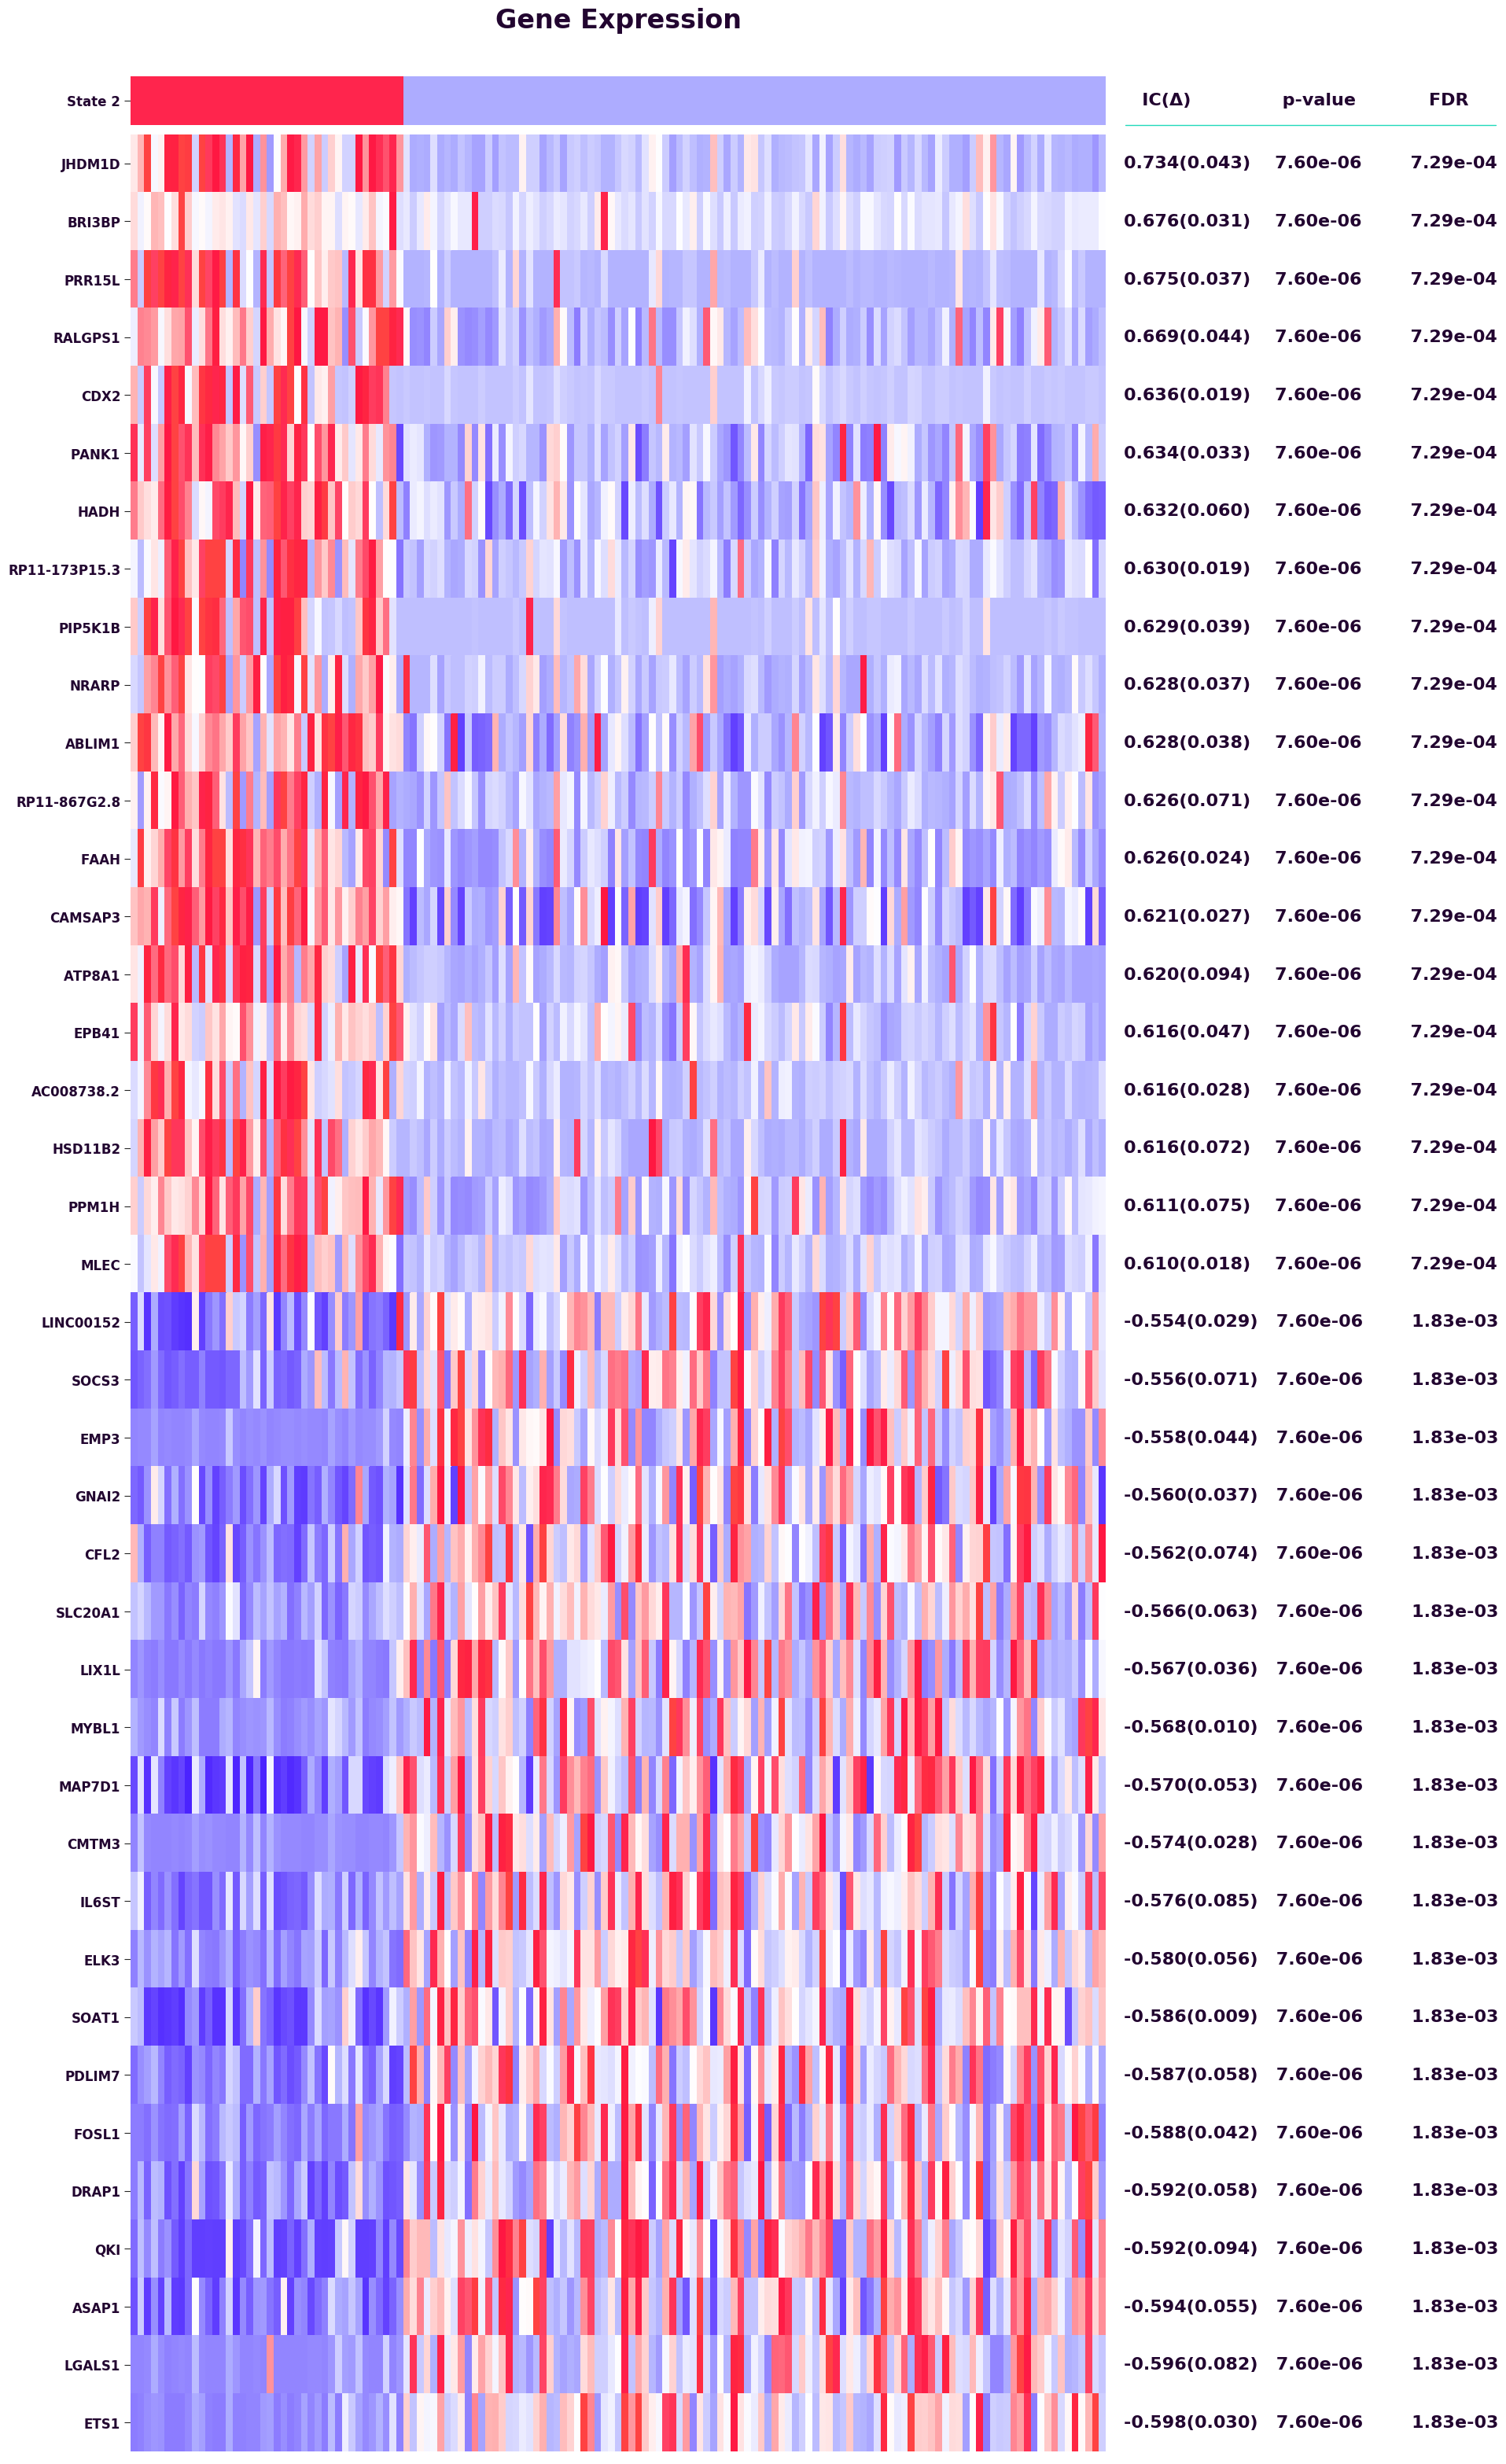 Gene Expression
State 2 IC(Δ) p-value FDR
JHDM1D 0.734(0.043) 7.60e-06 7.29e-04
BRI3BP 0.676(0.031) 7.60e-06 7.29e-04
PRR15L 0.675(0.037) 7.60e-06 7.29e-04
RALGPS1 0.669(0.044) 7.60e-06 7.29e-04
CDX2 0.636(0.019) 7.60e-06 7.29e-04
PANK1 0.634(0.033) 7.60e-06 7.29e-04
HADH 0.632(0.060) 7.60e-06 7.29e-04
RP11-173P15.3 0.630(0.019) 7.60e-06 7.29e-04
PIP5K1B 0.629(0.039) 7.60e-06 7.29e-04
NRARP 0.628(0.037) 7.60e-06 7.29e-04
ABLIM1 0.628(0.038) 7.60e-06 7.29e-04
RP11-867G2.8 0.626(0.071) 7.60e-06 7.29e-04
FAAH 0.626(0.024) 7.60e-06 7.29e-04
CAMSAP3 0.621(0.027) 7.60e-06 7.29e-04
ATP8A1 0.620(0.094) 7.60e-06 7.29e-04
EPB41 0.616(0.047) 7.60e-06 7.29e-04
AC008738.2 0.616(0.028) 7.60e-06 7.29e-04
HSD11B2 0.616(0.072) 7.60e-06 7.29e-04
PPM1H 0.611(0.075) 7.60e-06 7.29e-04
MLEC 0.610(0.018) 7.60e-06 7.29e-04
LINC00152 -0.554(0.029) 7.60e-06 1.83e-03
SOCS3 -0.556(0.071) 7.60e-06 1.83e-03
EMP3 -0.558(0.044) 7.60e-06 1.83e-03
GNAI2 -0.560(0.037) 7.60e-06 1.83e-03
CFL2 -0.562(0.074) 7.60e-06 1.83e-03
SLC20A1 -0.566(0.063) 7.60e-06 1.83e-03
LIX1L -0.567(0.036) 7.60e-06 1.83e-03
MYBL1 -0.568(0.010) 7.60e-06 1.83e-03
MAP7D1 -0.570(0.053) 7.60e-06 1.83e-03
CMTM3 -0.574(0.028) 7.60e-06 1.83e-03
IL6ST -0.576(0.085) 7.60e-06 1.83e-03
ELK3 -0.580(0.056) 7.60e-06 1.83e-03
SOAT1 -0.586(0.009) 7.60e-06 1.83e-03
PDLIM7 -0.587(0.058) 7.60e-06 1.83e-03
FOSL1 -0.588(0.042) 7.60e-06 1.83e-03
DRAP1 -0.592(0.058) 7.60e-06 1.83e-03
QKI -0.592(0.094) 7.60e-06 1.83e-03
ASAP1 -0.594(0.055) 7.60e-06 1.83e-03
LGALS1 -0.596(0.082) 7.60e-06 1.83e-03
ETS1 -0.598(0.030) 7.60e-06 1.83e-03